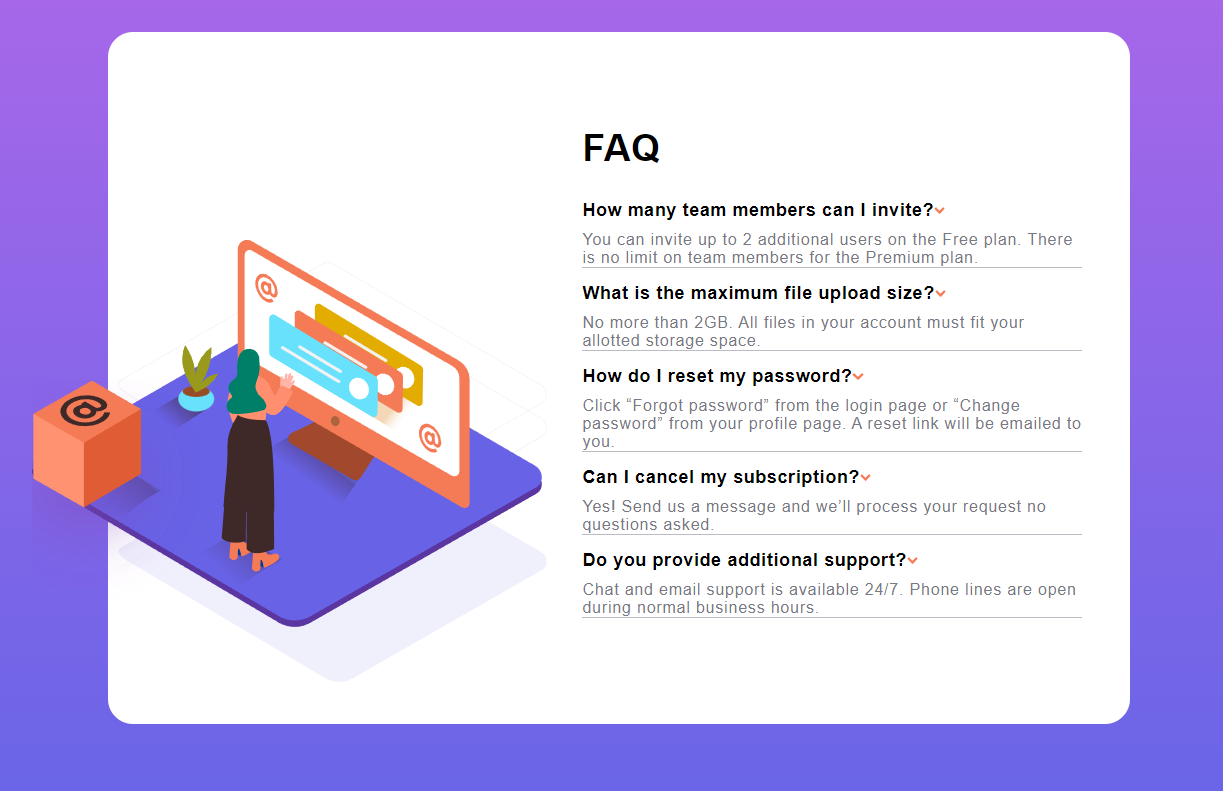 FAQ
How many team members can I invite?
You can invite up to 2 additional users on the Free plan. There
is no limit on team members for the Premium plan.
What is the maximum file upload size?
No more than 2GB. All files in your account must fit your
allotted storage space.
How do I reset my password?
Click “Forgot password” from the login page or “Change
password” from your profile page. A reset link will be emailed to
you.
Can I cancel my subscription?
Yes! Send us a message and we’ll process your request no
questions asked.
Do you provide additional support?
Chat and email support is available 24/7. Phone lines are open
during normal business hours.
@
@
@